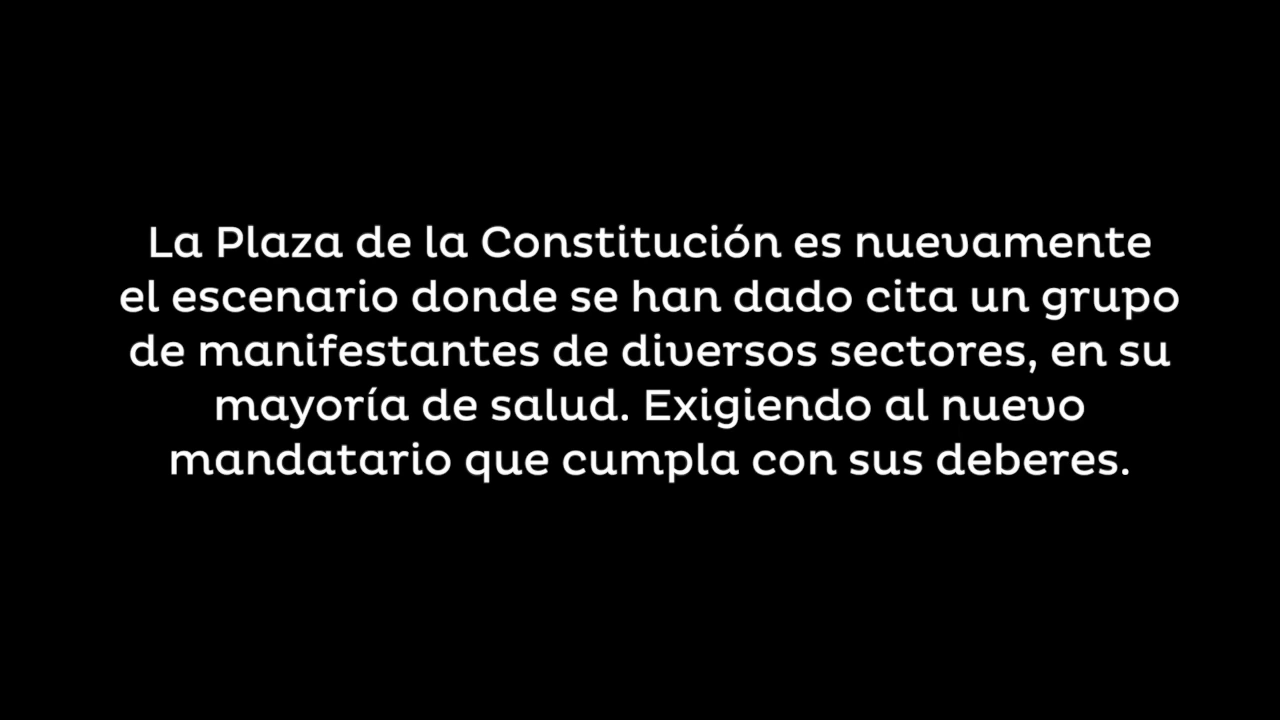 La Plaza de la Constitución es nuevamente
el escenario donde se han dado cita un grupo
de manifestantes de diversos sectores, en su
mayoría de salud. Exigiendo al nuevo
mandatario que cumpla con sus deberes.